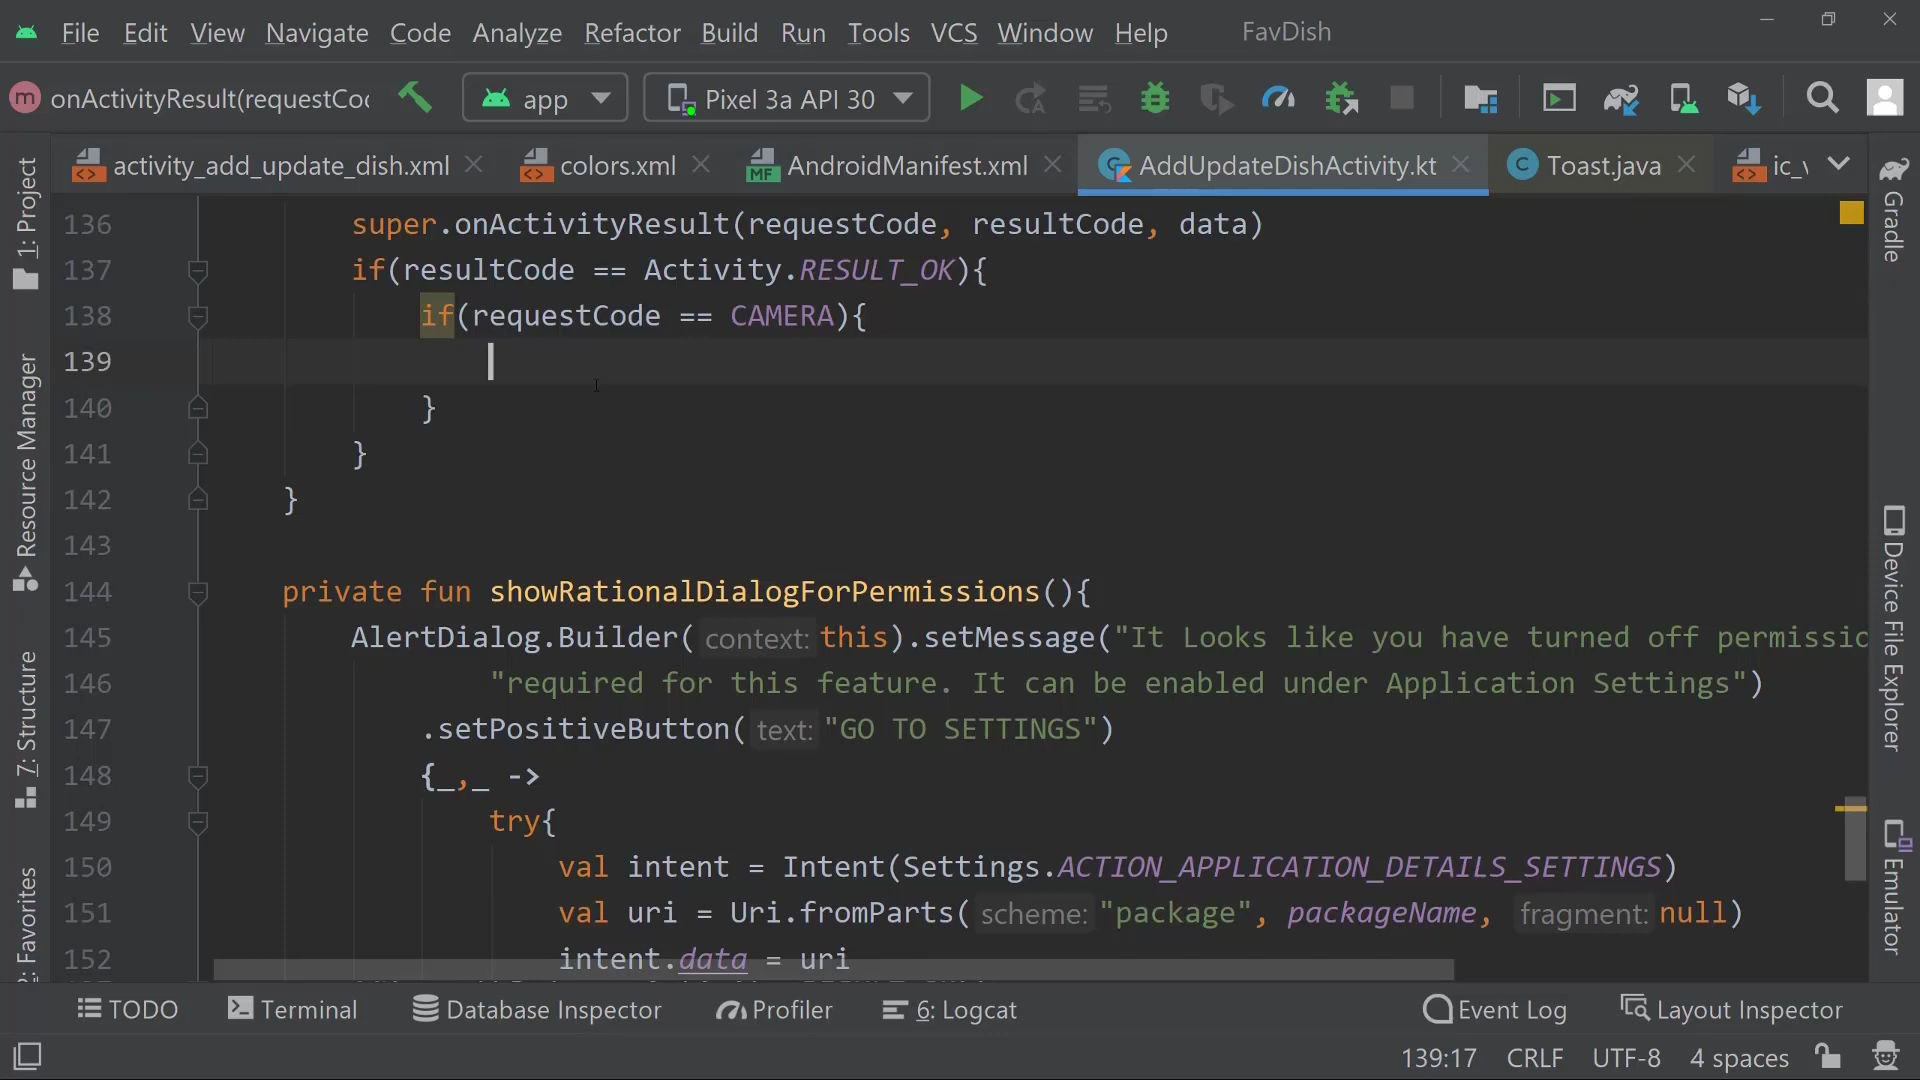 File Edit View Navigate Code Analyze Refactor Build Run Tools VCS Window Help FavDish
m onActivityResult(requestCo app Pixel 3a API 30
activity_add_update_dish.xml colors.xml MF AndroidManifest.xml AddUpdateDishActivity.kt C Toast.java
136 super.onActivityResult(requestCode, resultCode, data)
137 if(resultCode == Activity.RESULT_OK){
138 if(requestCode == CAMERA){
139
140 }
141 }
142 }
143
144 private fun showRationalDialogForPermissions(){
145 AlertDialog.Builder( context: this).setMessage("It Looks like you have turned off permissic
146 "required for this feature. It can be enabled under Application Settings")
147 .setPositiveButton( text: "GO TO SETTINGS")
148 {_,_ ->
149 try{
150 val intent = Intent(Settings.ACTION_APPLICATION_DETAILS_SETTINGS)
151 val uri = Uri.fromParts( scheme: "package", packageName, fragment: null)
152 intent.data = uri
1: Project
Resource Manager
7: Structure
2: Favorites
Gradle
Device File Explorer
Emulator
TODO Terminal Database Inspector Profiler 6: Logcat Event Log Layout Inspector
139:17 CRLF UTF-8 4 spaces